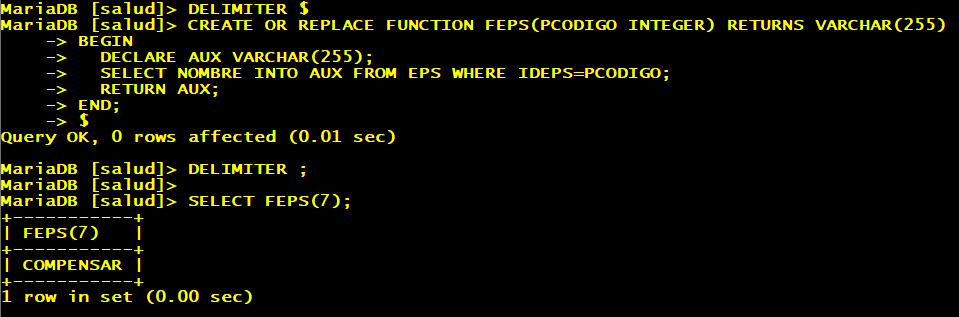 MariaDB [salud]> DELIMITER $
MariaDB [salud]> CREATE OR REPLACE FUNCTION FEPS(PCODIGO INTEGER) RETURNS VARCHAR(255)
    -> BEGIN
    ->   DECLARE AUX VARCHAR(255);
    ->   SELECT NOMBRE INTO AUX FROM EPS WHERE IDEPS=PCODIGO;
    ->   RETURN AUX;
    -> END;
    -> $
Query OK, 0 rows affected (0.01 sec)

MariaDB [salud]> DELIMITER ;
MariaDB [salud]>
MariaDB [salud]> SELECT FEPS(7);
+-----------+
| FEPS(7)   |
+-----------+
| COMPENSAR |
+-----------+
1 row in set (0.00 sec)